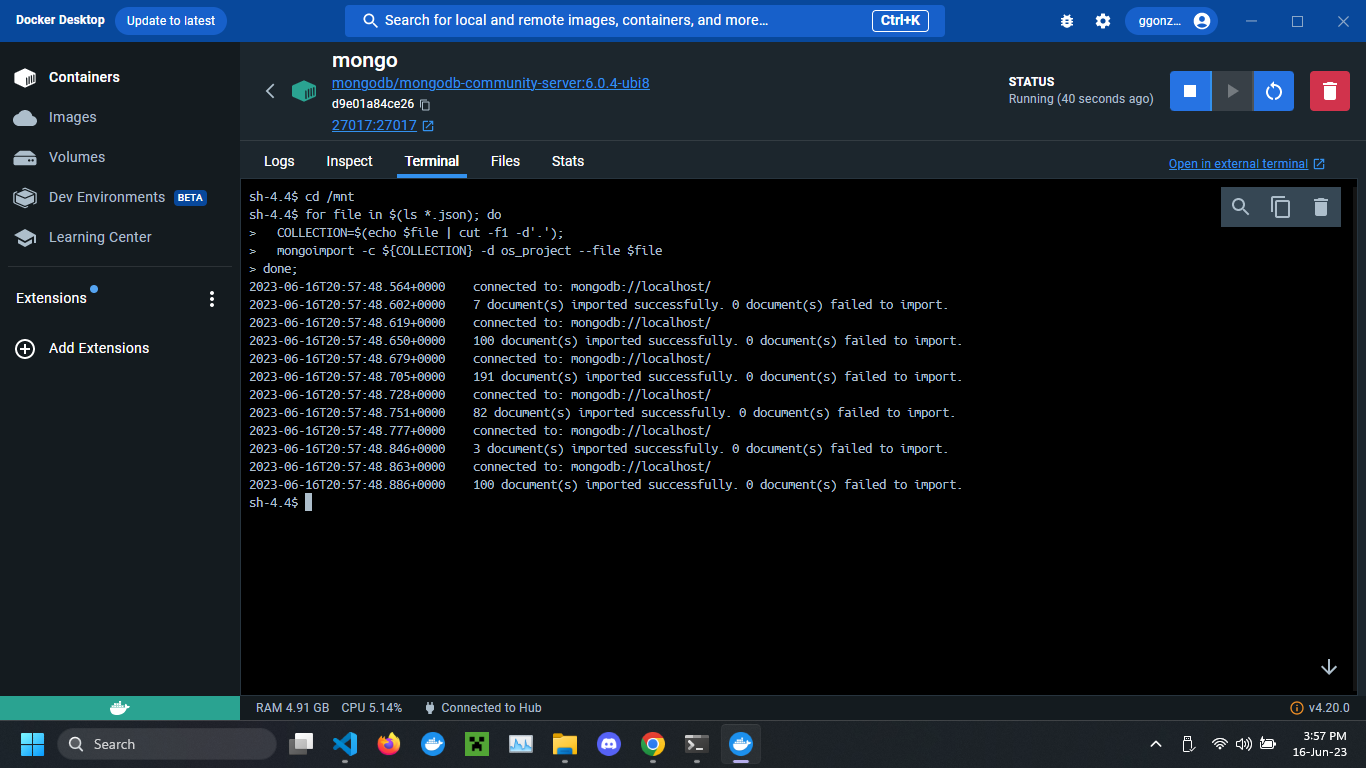 Docker Desktop
Update to latest
Search for local and remote images, containers, and more...
Ctrl+K
ggonz...
Containers
Images
Volumes
Dev Environments BETA
Learning Center
Extensions
Add Extensions
mongo
mongodb/mongodb-community-server:6.0.4-ubi8
d9e01a84ce26
27017:27017
STATUS
Running (40 seconds ago)
Logs Inspect Terminal Files Stats
Open in external terminal
sh-4.4$ cd /mnt
sh-4.4$ for file in $(ls *.json); do
>   COLLECTION=$(echo $file | cut -f1 -d'.');
>   mongoimport -c ${COLLECTION} -d os_project --file $file
> done;
2023-06-16T20:57:48.564+0000    connected to: mongodb://localhost/
2023-06-16T20:57:48.602+0000    7 document(s) imported successfully. 0 document(s) failed to import.
2023-06-16T20:57:48.619+0000    connected to: mongodb://localhost/
2023-06-16T20:57:48.650+0000    100 document(s) imported successfully. 0 document(s) failed to import.
2023-06-16T20:57:48.679+0000    connected to: mongodb://localhost/
2023-06-16T20:57:48.705+0000    191 document(s) imported successfully. 0 document(s) failed to import.
2023-06-16T20:57:48.728+0000    connected to: mongodb://localhost/
2023-06-16T20:57:48.751+0000    82 document(s) imported successfully. 0 document(s) failed to import.
2023-06-16T20:57:48.777+0000    connected to: mongodb://localhost/
2023-06-16T20:57:48.846+0000    3 document(s) imported successfully. 0 document(s) failed to import.
2023-06-16T20:57:48.863+0000    connected to: mongodb://localhost/
2023-06-16T20:57:48.886+0000    100 document(s) imported successfully. 0 document(s) failed to import.
sh-4.4$
RAM 4.91 GB CPU 5.14% Connected to Hub
v4.20.0
Search
3:57 PM
16-Jun-23